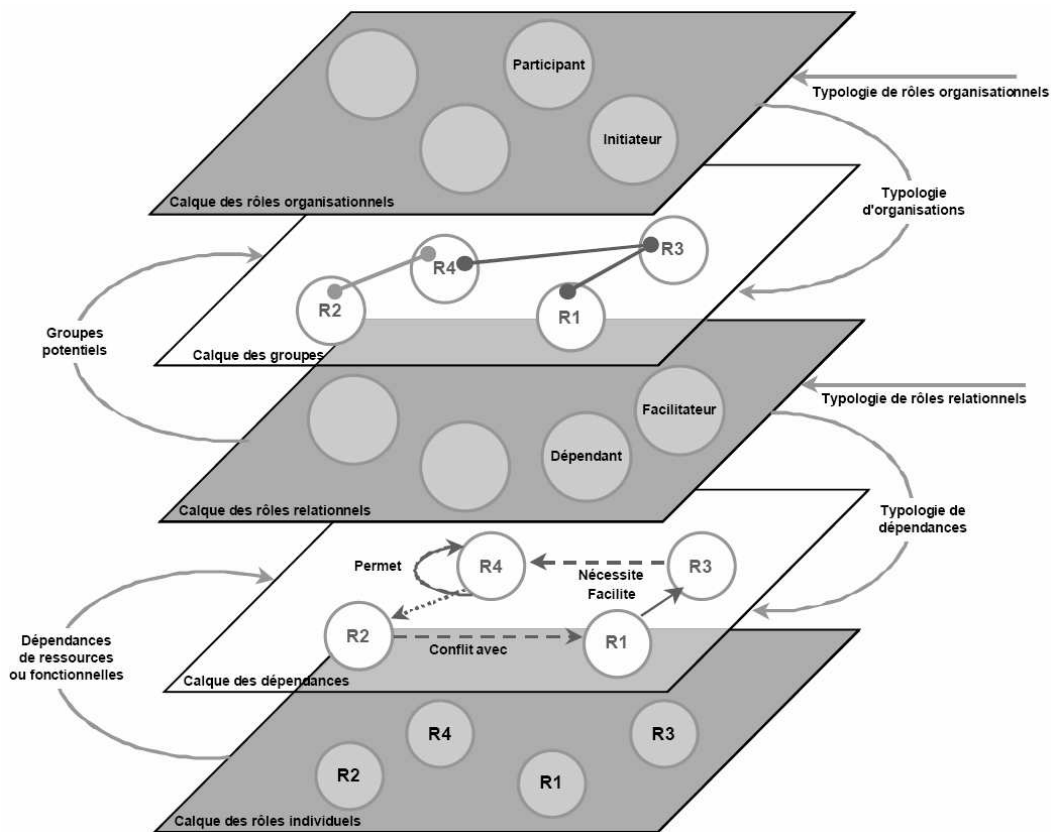 Participant
Typologie de rôles organisationnels
Initiateur
Calque des rôles organisationnels
Typologie
d'organisations
R4
R3
R2
R1
Groupes
potentiels
Calque des groupes
Typologie de rôles relationnels
Facilitateur
Dépendant
Calque des rôles relationnels
Typologie de
dépendances
Permet
R4
R3
Nécessite
Facilite
R2
R1
Conflit avec
Dépendances
de ressources
ou fonctionnelles
Calque des dépendances
R4
R3
R2
R1
Calque des rôles individuels